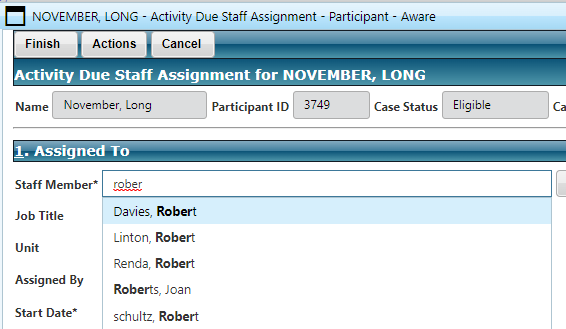 NOVEMBER, LONG - Activity Due Staff Assignment - Participant - Aware
Finish Actions Cancel
Activity Due Staff Assignment for NOVEMBER, LONG
Name November, Long Participant ID 3749 Case Status Eligible Ca
1. Assigned To
Staff Member* rober
Job Title
Davies, Robert
Unit
Linton, Robert
Renda, Robert
Assigned By
Roberts, Joan
Start Date*
schultz, Robert